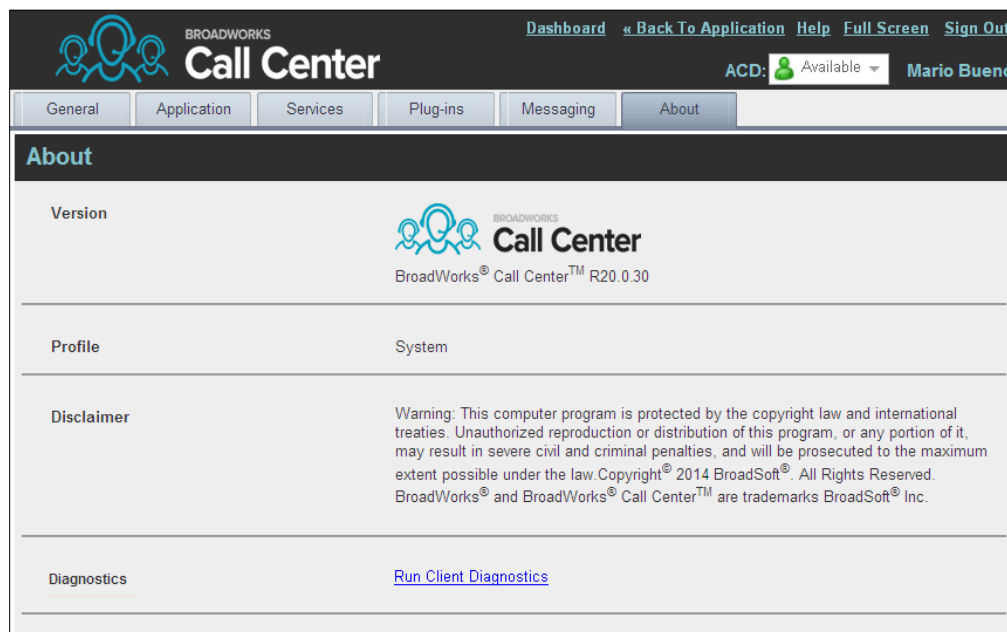 BROADWORKS
Call Center
Dashboard « Back To Application Help Full Screen Sign Out
ACD: Available Mario Bueno
General Application Services Plug-ins Messaging About
About
Version
BROADWORKS
Call Center
BroadWorks® Call Center™ R20.0.30
Profile System
Disclaimer
Warning: This computer program is protected by the copyright law and international
treaties. Unauthorized reproduction or distribution of this program, or any portion of it,
may result in severe civil and criminal penalties, and will be prosecuted to the maximum
extent possible under the law.Copyright® 2014 BroadSoft®. All Rights Reserved.
BroadWorks® and BroadWorks® Call Center™ are trademarks BroadSoft® Inc.
Diagnostics Run Client Diagnostics